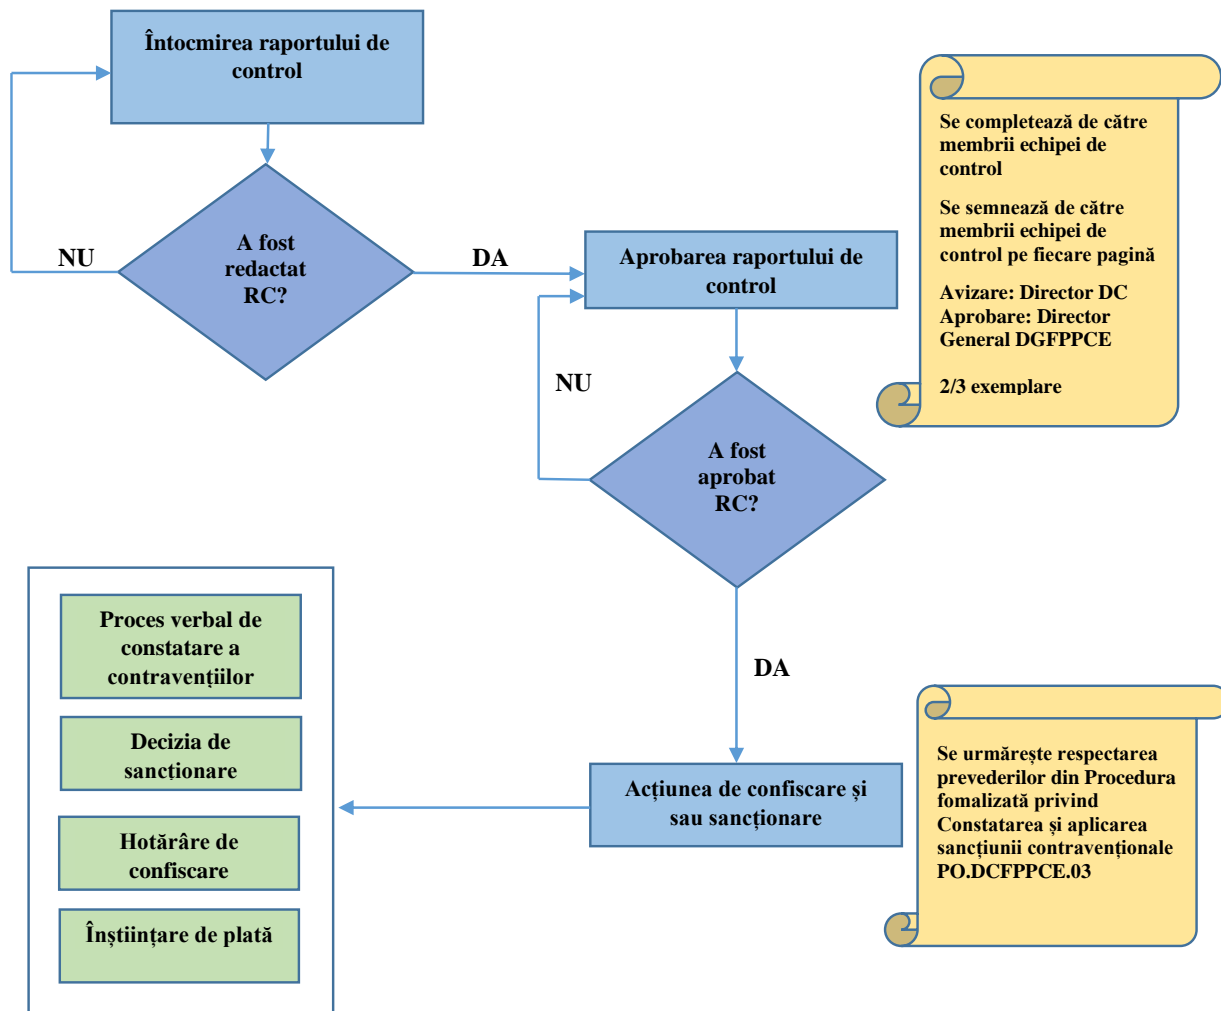 Întocmirea raportului de
control
A fost
redactat
RC?
NU
DA
Aprobarea raportului de
control
NU
A fost
aprobat
RC?
DA
Se completează de către
membrii echipei de
control
Se semnează de către
membrii echipei de
control pe fiecare pagină
Avizare: Director DC
Aprobare: Director
General DGFPPCE
2/3 exemplare
Acțiunea de confiscare și
sau sancționare
Se urmărește respectarea
prevederilor din Procedura
fomalizată privind
Constatarea și aplicarea
sancțiunii contravenționale
PO.DCFPPCE.03
Proces verbal de
constatare a
contravențiilor
Decizia de
sancționare
Hotărâre de
confiscare
Înștiințare de plată